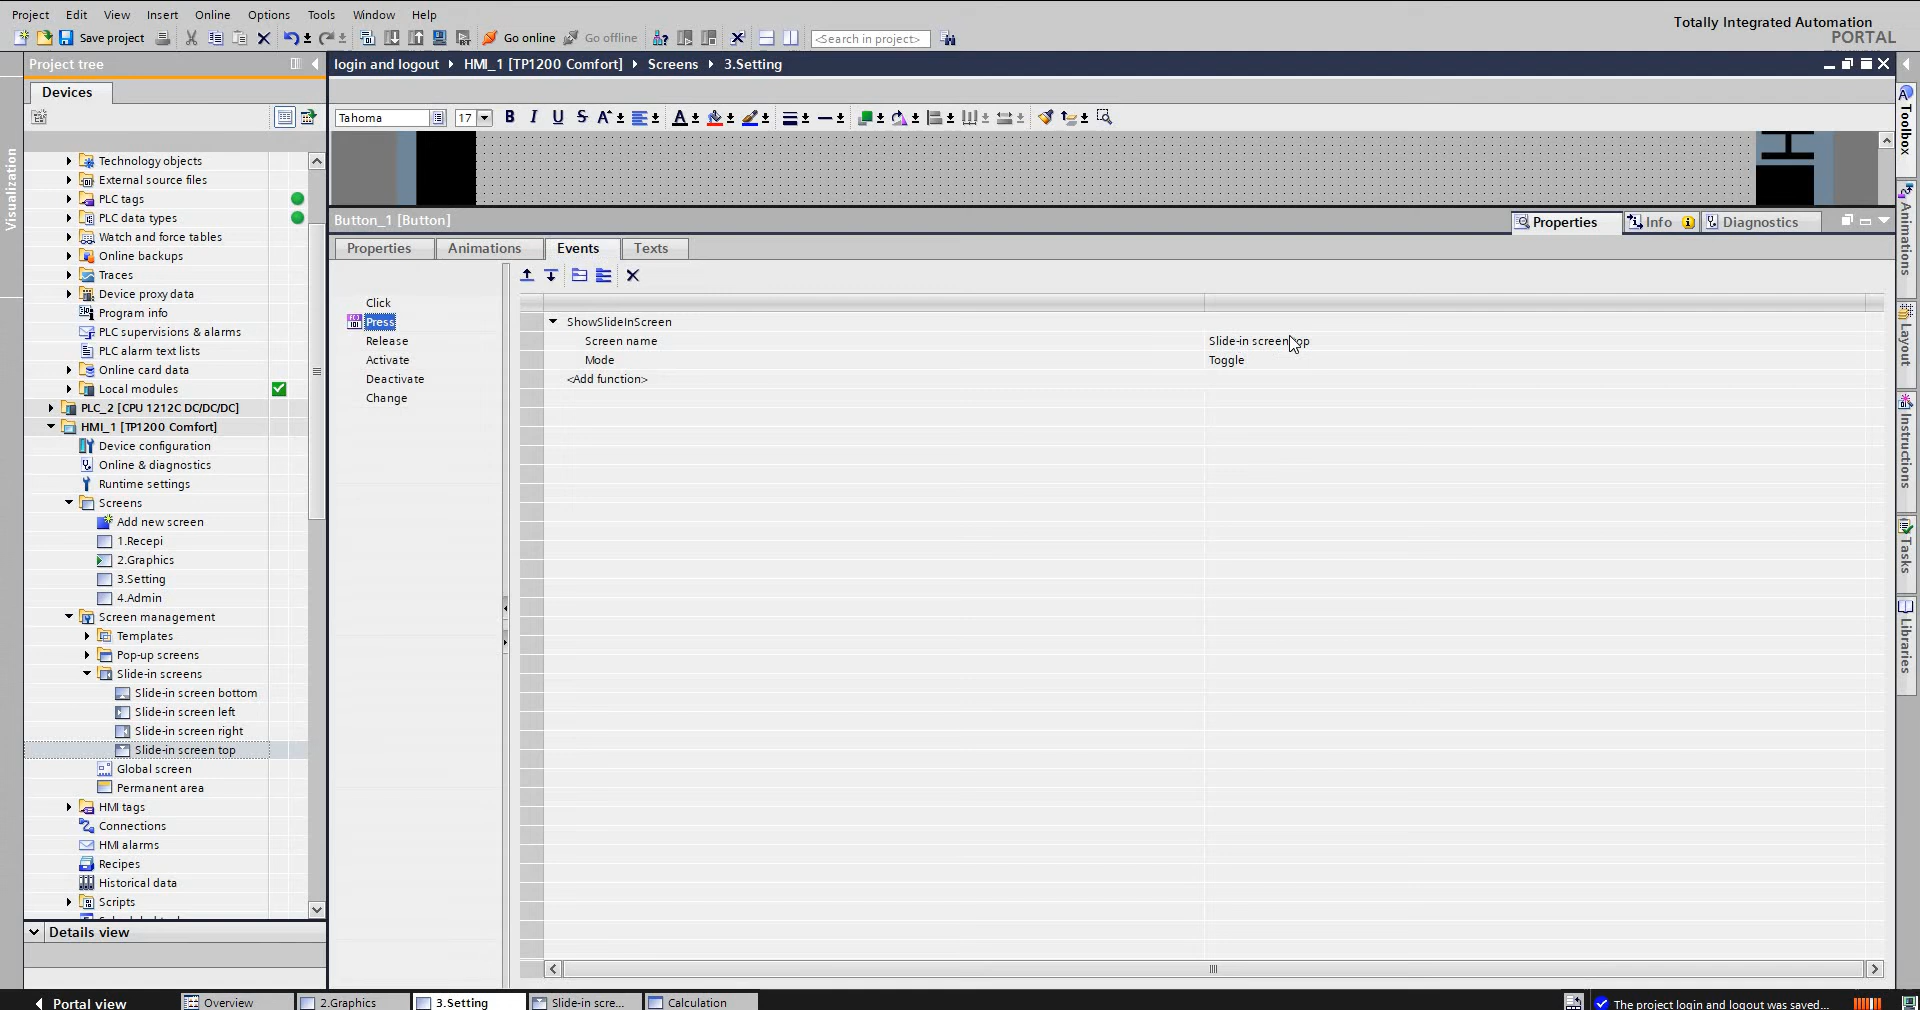 Project Edit View Insert Online Options Tools Window Help
Totally Integrated Automation
PORTAL
Save project
Go online
Go offline
<Search in project>
Project tree
login and logout
HMI_1 [TP1200 Comfort]
Screens
3.Setting
Devices
Tahoma
17
B I U S
Visualization
Technology objects
External source files
PLC tags
PLC data types
Watch and force tables
Online backups
Traces
Device proxy data
Program info
PLC supervisions & alarms
PLC alarm text lists
Online card data
Local modules
PLC_2 [CPU 1212C DC/DC/DC]
HMI_1 [TP1200 Comfort]
Device configuration
Online & diagnostics
Runtime settings
Screens
Add new screen
1.Recepi
2.Graphics
3.Setting
4.Admin
Screen management
Templates
Pop-up screens
Slide-in screens
Slide-in screen bottom
Slide-in screen left
Slide-in screen right
Slide-in screen top
Global screen
Permanent area
HMI tags
Connections
HMI alarms
Recipes
Historical data
Scripts
Details view
Button_1 [Button]
Properties
Info
Diagnostics
Properties
Animations
Events
Texts
Click
Press
Release
Activate
Deactivate
Change
ShowSlideInScreen
Screen name
Slide-in screen top
Mode
Toggle
<Add function>
Toolbox
Animations
Layout
Instructions
Tasks
Libraries
Portal view
Overview
2.Graphics
3.Setting
Slide-in scre...
Calculation
The project login and logout was saved...